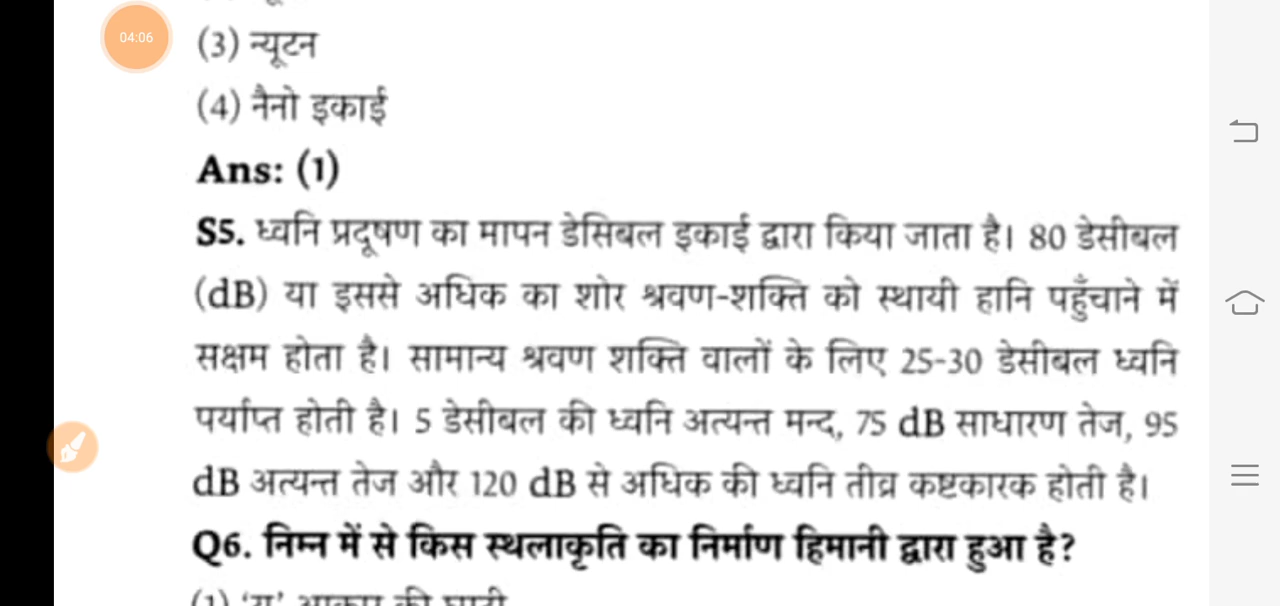 04:06
(3) न्यूटन
(4) नैनो इकाई
Ans: (1)
S5. ध्वनि प्रदूषण का मापन डेसिबल इकाई द्वारा किया जाता है। 80 डेसीबल
(dB) या इससे अधिक का शोर श्रवण-शक्ति को स्थायी हानि पहुँचाने में
सक्षम होता है। सामान्य श्रवण शक्ति वालों के लिए 25-30 डेसीबल ध्वनि
पर्याप्त होती है। 5 डेसीबल की ध्वनि अत्यन्त मन्द, 75 dB साधारण तेज, 95
dB अत्यन्त तेज और 120 dB से अधिक की ध्वनि तीव्र कष्टकारक होती है।
Q6. निम्न में से किस स्थलाकृति का निर्माण हिमानी द्वारा हुआ है?